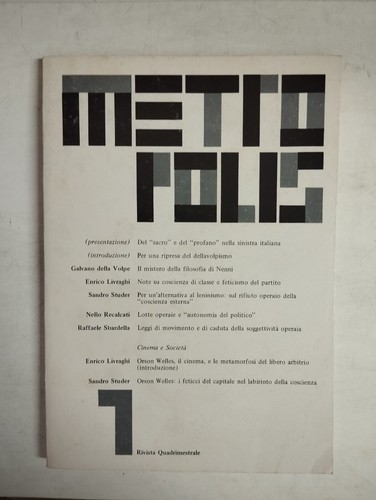 METRO
POLIS
(presentazione) Del "sacro" e del "profano" nella sinistra italiana
(introduzione) Per una ripresa del dellavolpismo
Galvano della Volpe Il mistero della filosofia di Nenni
Enrico Livraghi Note su coscienza di classe e feticismo del partito
Sandro Studer Per un'alternativa al leninismo: sul rifiuto operaio della
"coscienza esterna"
Nello Recalcati Lotte operaie e "autonomia del politico"
Raffaele Sbardella Leggi di movimento e di caduta della soggettività operaia
Cinema e Società
Enrico Livraghi Orson Welles, il cinema, e le metamorfosi del libero arbitrio
(introduzione)
Sandro Studer Orson Welles: i feticci del capitale nel labirinto della coscienza
1
Rivista Quadrimestrale